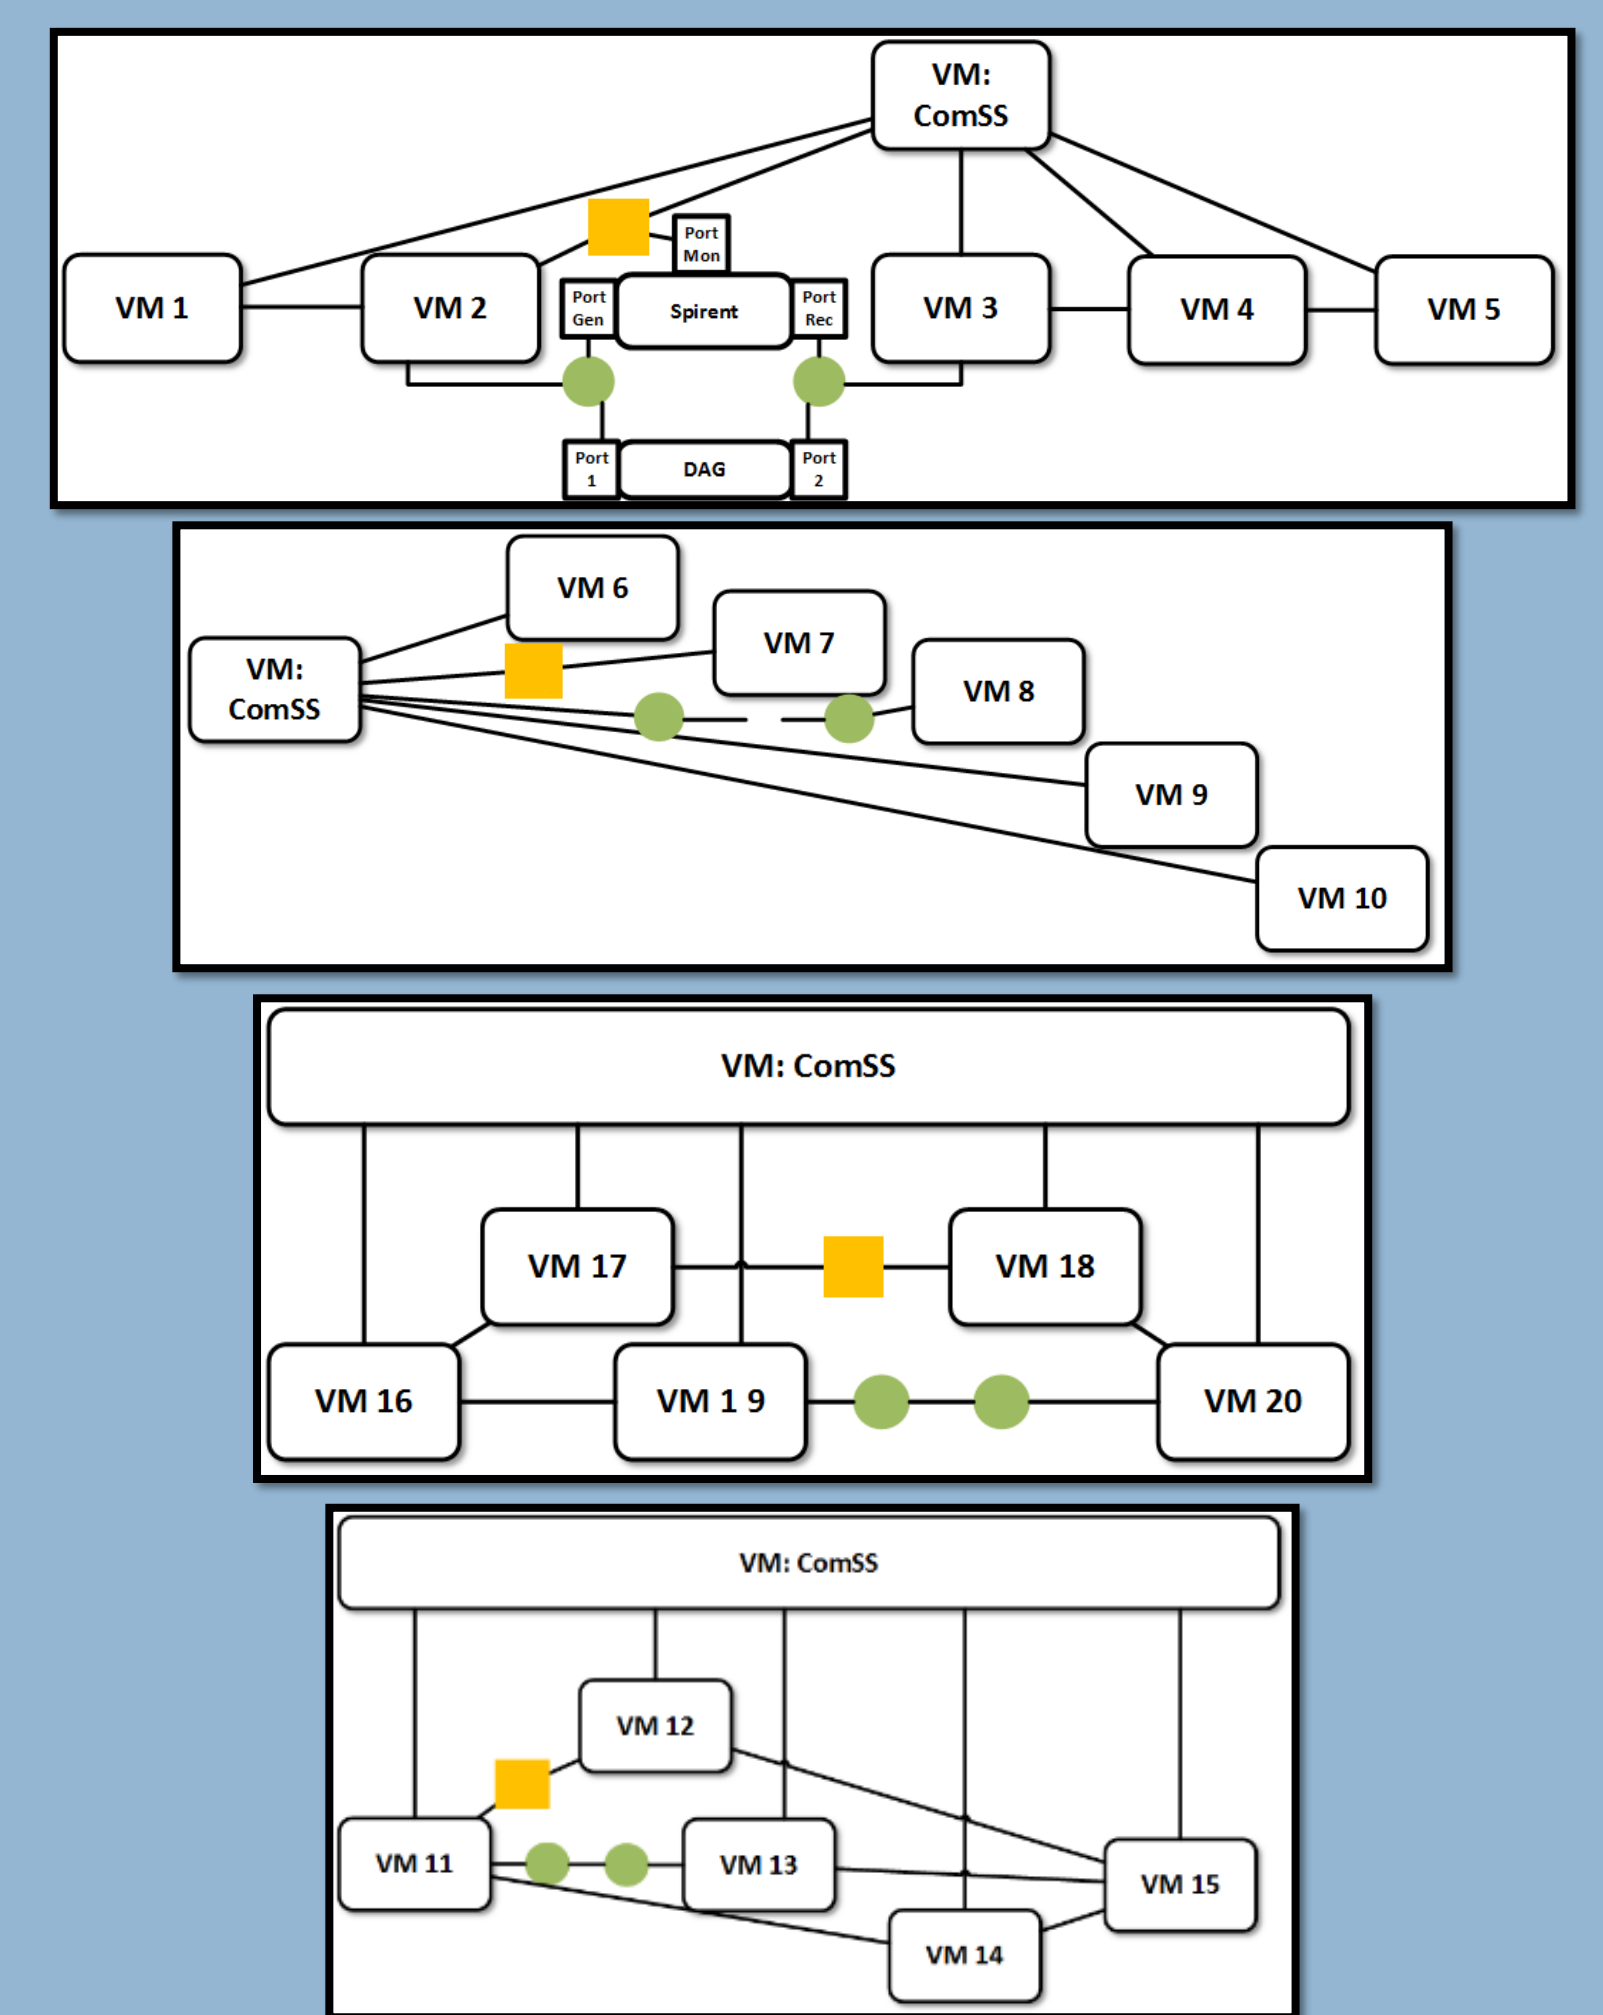 VM:
ComSS
Port
Mon
VM 1
VM 2
Port
Gen
Spirent
Port
Rec
VM 3
VM 4
VM 5
Port
1
DAG
Port
2
VM 6
VM 7
VM:
ComSS
VM 8
VM 9
VM 10
VM: ComSS
VM 17
VM 18
VM 16
VM 1 9
VM 20
VM: ComSS
VM 12
VM 11
VM 13
VM 15
VM 14